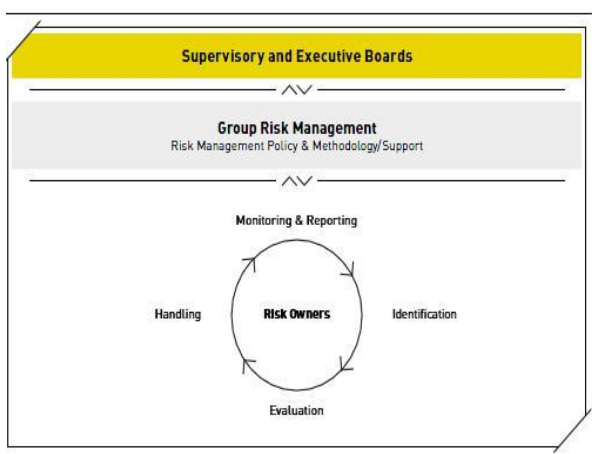 Supervisory and Executive Boards
Group Risk Management
Risk Management Policy & Methodology/Support
Monitoring & Reporting
Handling
Risk Owners
Identification
Evaluation